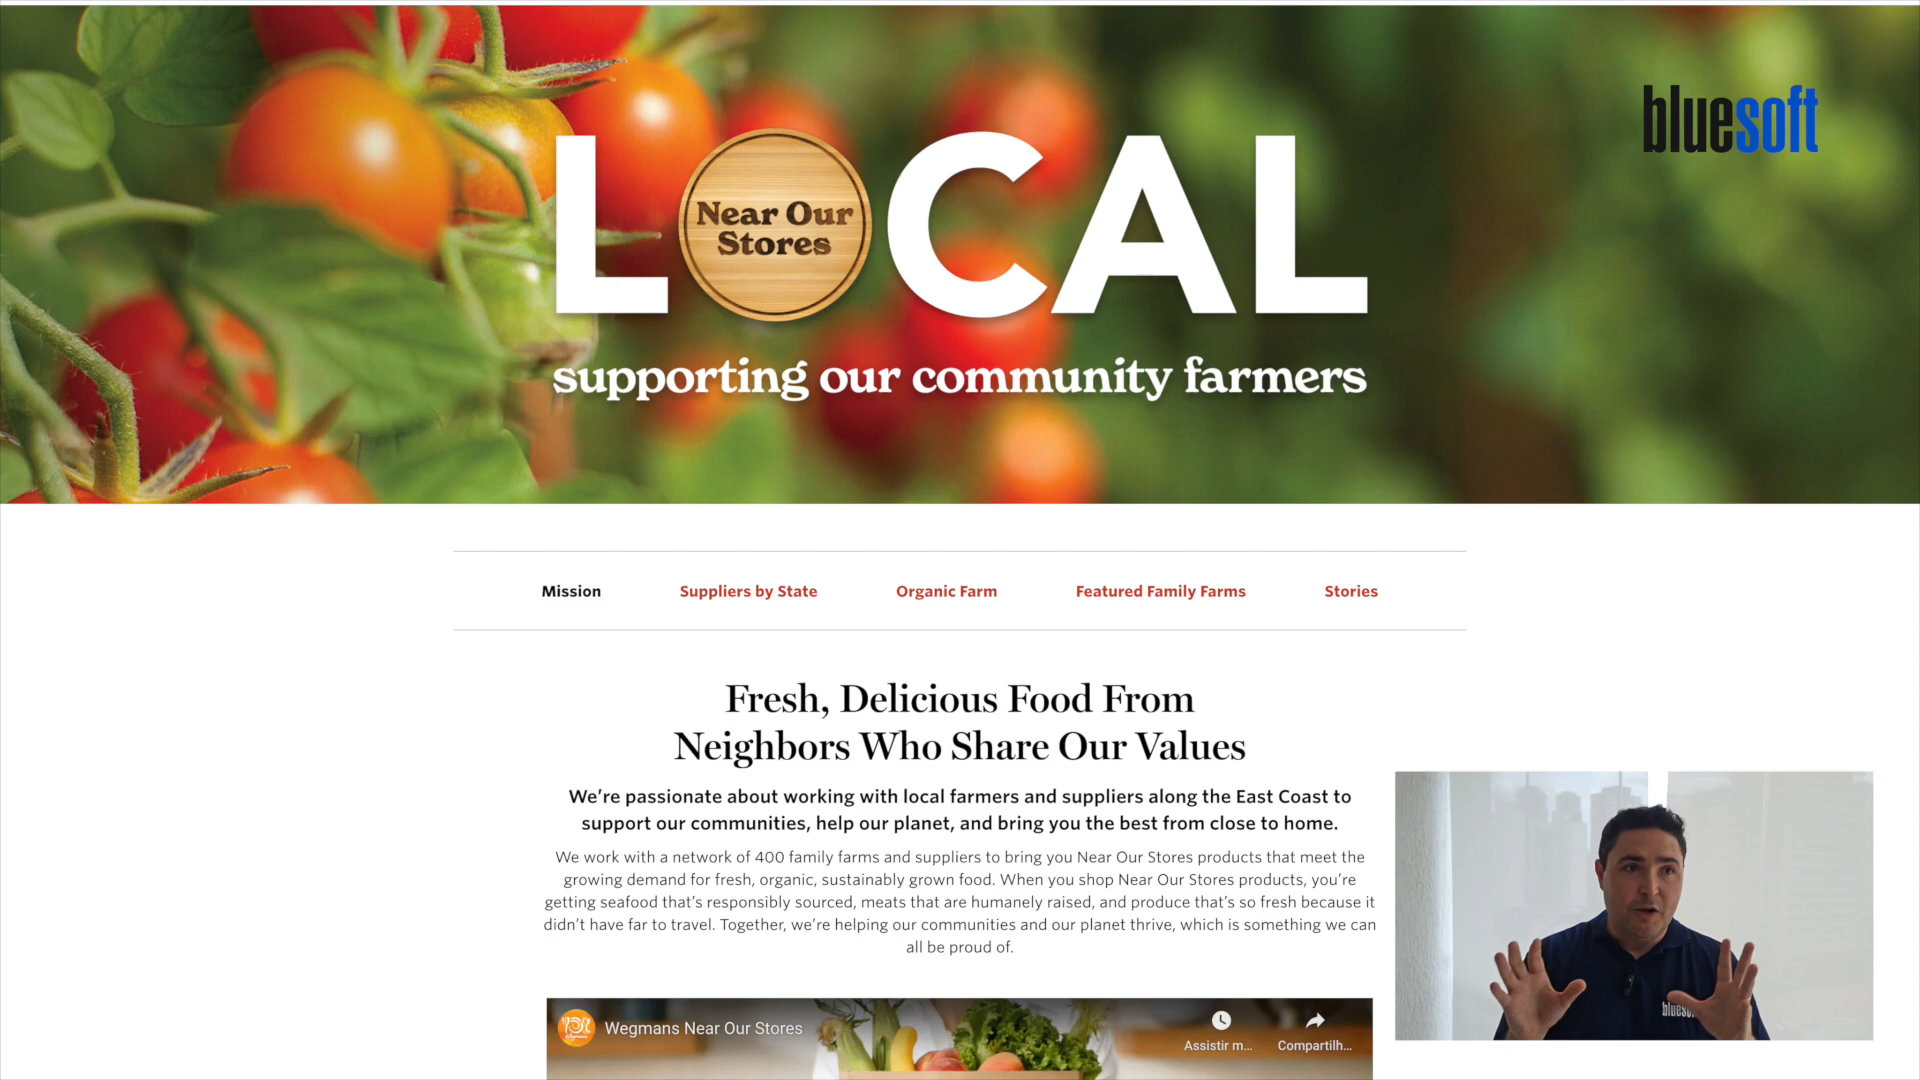 bluesoft
LOCAL
Near Our
Stores
supporting our community farmers
Mission
Suppliers by State
Organic Farm
Featured Family Farms
Stories
Fresh, Delicious Food From
Neighbors Who Share Our Values
We're passionate about working with local farmers and suppliers along the East Coast to
support our communities, help our planet, and bring you the best from close to home.
We work with a network of 400 family farms and suppliers to bring you Near Our Stores products that meet the
growing demand for fresh, organic, sustainably grown food. When you shop Near Our Stores products, you're
getting seafood that's responsibly sourced, meats that are humanely raised, and produce that's so fresh because it
didn't have far to travel. Together, we're helping our communities and our planet thrive, which is something we can
all be proud of.
Wegmans Near Our Stores
Assistir m...
Compartilh...